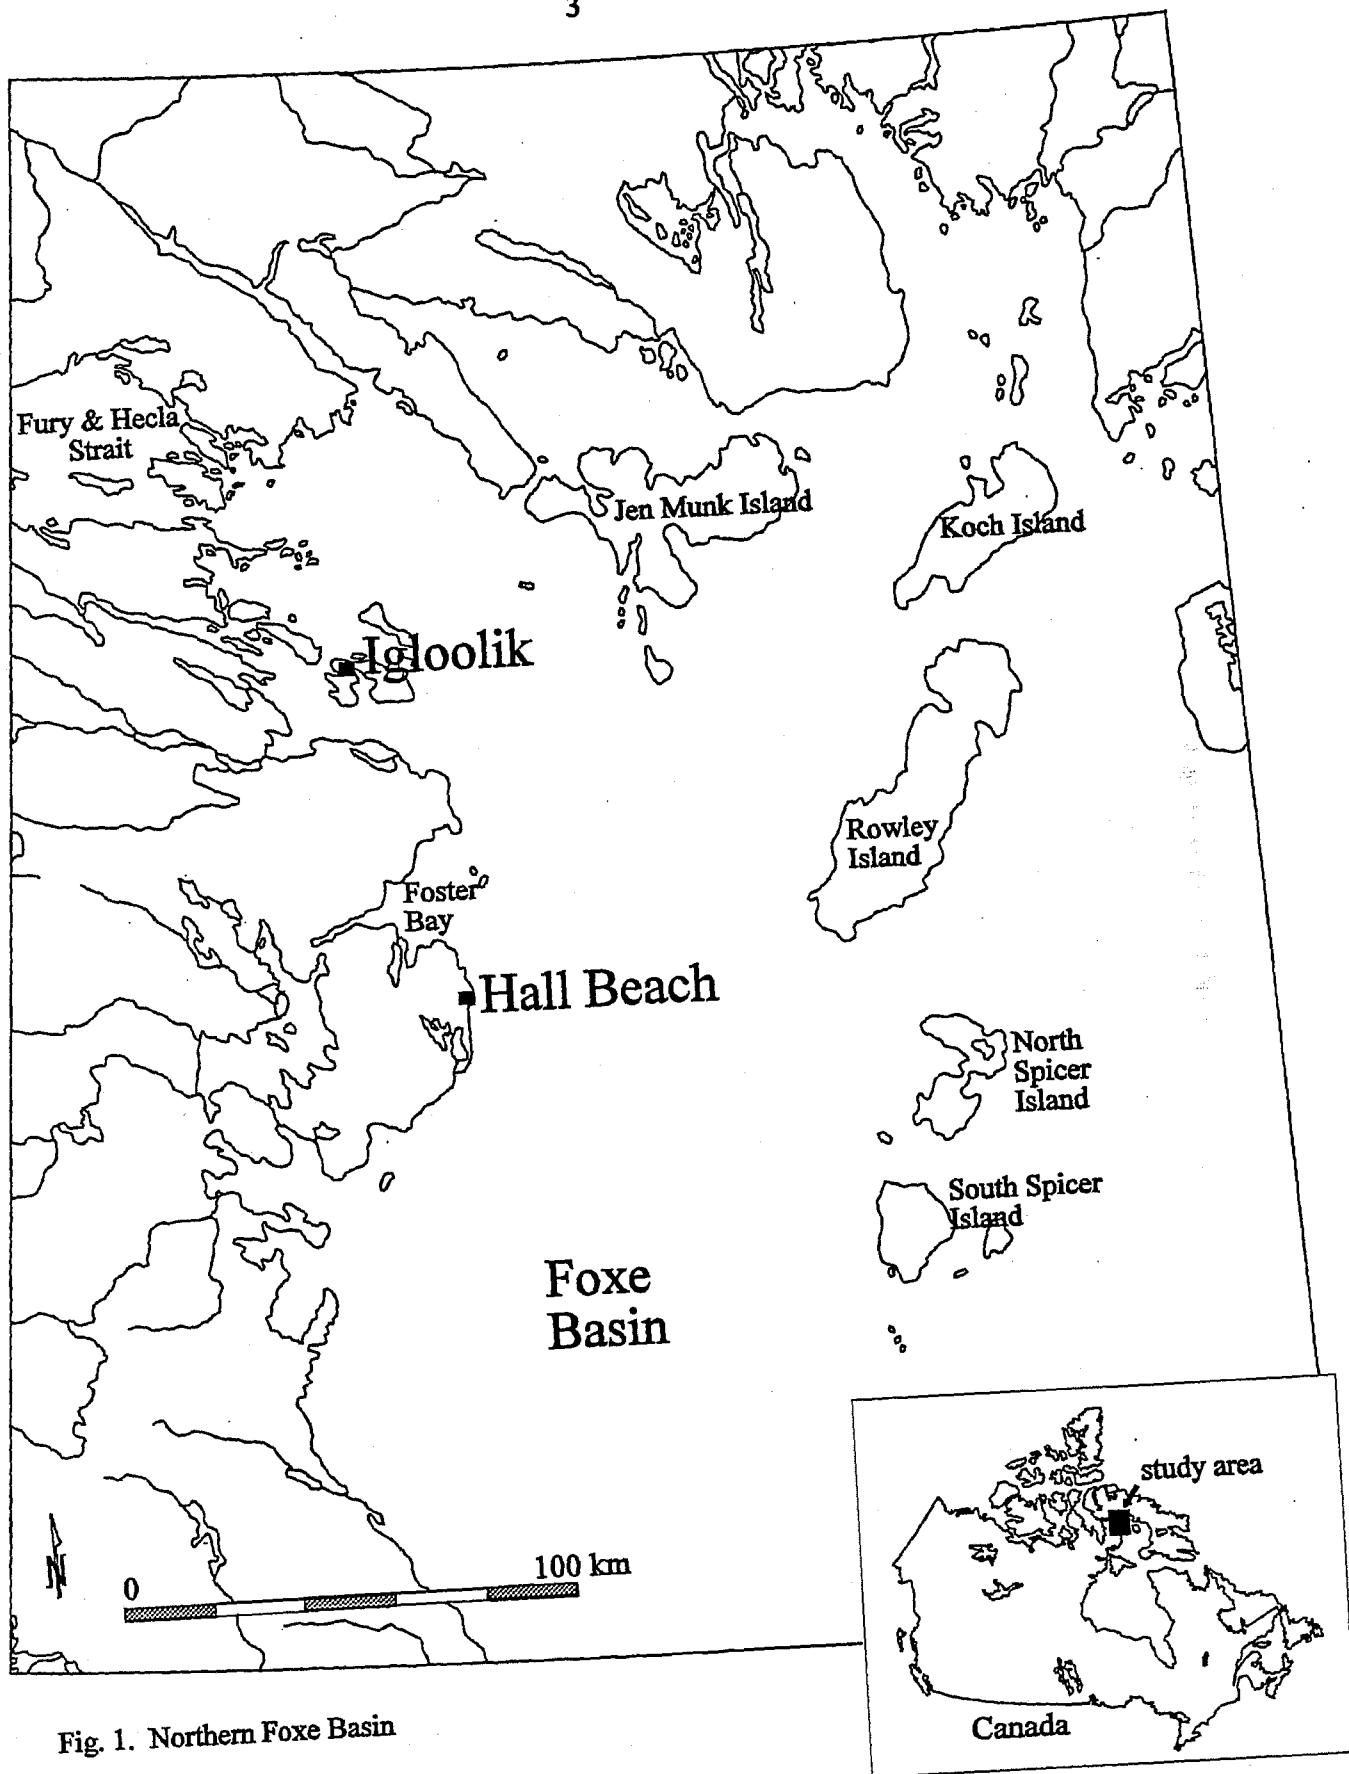 3
Fury & Hecla
Strait
Jen Munk Island
Koch Island
Igloolik
Rowley
Island
Foster
Bay
Hall Beach
North
Spicer
Island
South Spicer
Island
Foxe
Basin
study area
N
0
100 km
Canada
Fig. 1. Northern Foxe Basin